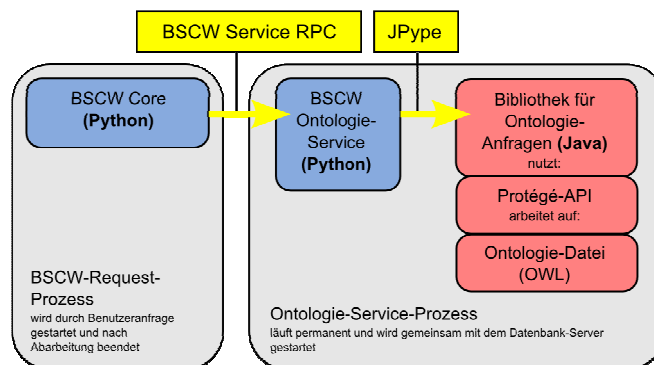 BSCW Service RPC
JPype
BSCW Core
(Python)
BSCW
Ontologie-
Service
(Python)
Bibliothek für
Ontologie-
Anfragen (Java)
nutzt:
Protégé-API
arbeitet auf:
Ontologie-Datei
(OWL)
BSCW-Request-
Prozess
wird durch Benutzeranfrage
gestartet und nach
Abarbeitung beendet
Ontologie-Service-Prozess
läuft permanent und wird gemeinsam mit dem Datenbank-Server
gestartet